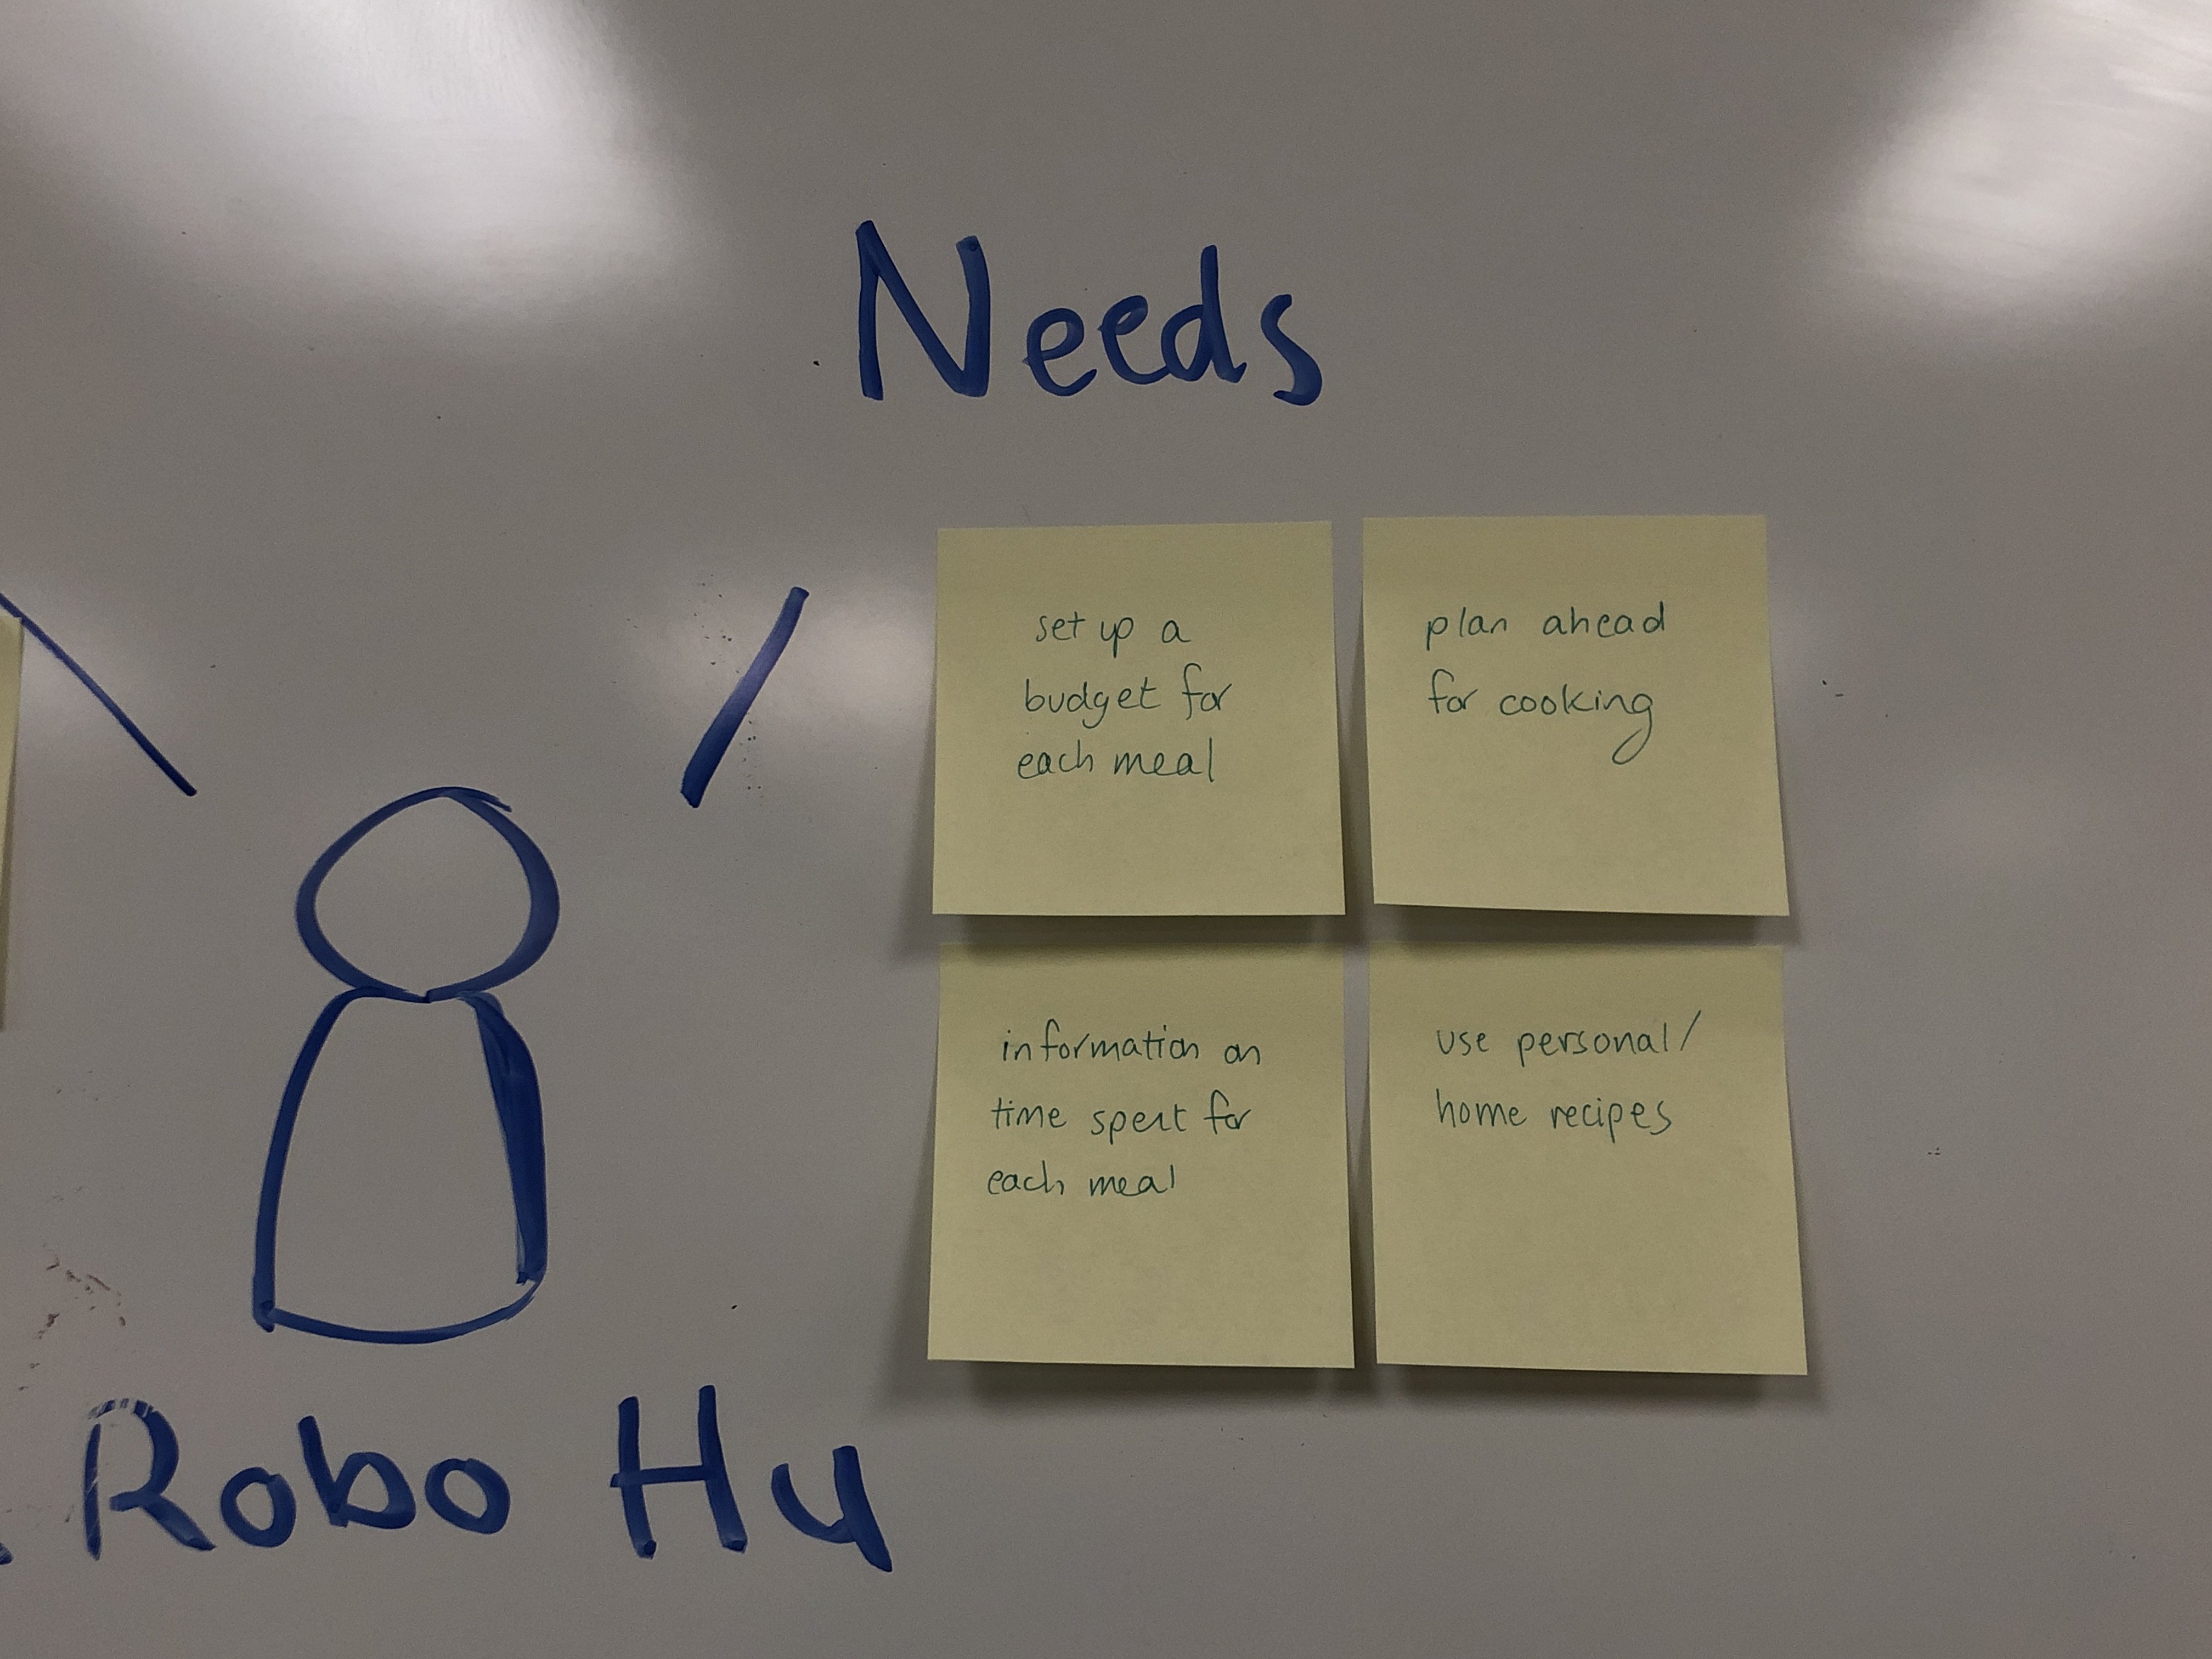 Needs
set up a
budget for
each meal
plan ahead
for cooking
information on
time spent for
each meal
use personal/
home recipes
Robo Hu